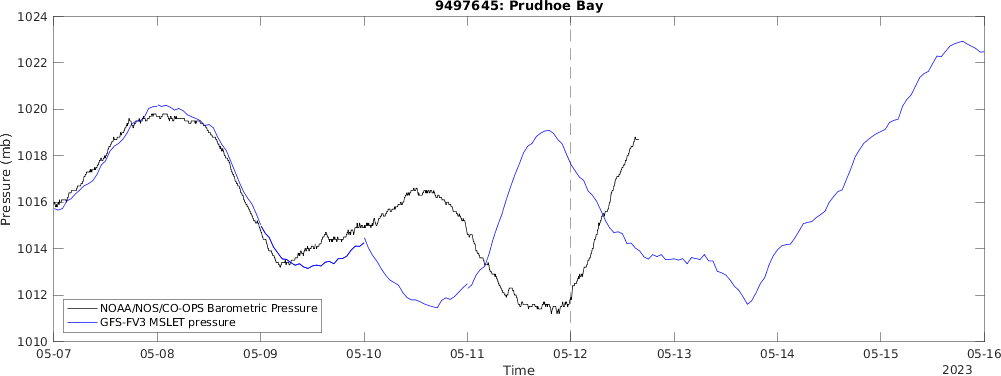 9497645: Prudhoe Bay
1024
1022
1020
1018
1016
1014
1012
1010
Pressure (mb)
NOAA/NOS/CO-OPS Barometric Pressure
GFS-FV3 MSLET pressure
05-07 05-08 05-09 05-10 05-11 05-12 05-13 05-14 05-15 05-16
Time
2023